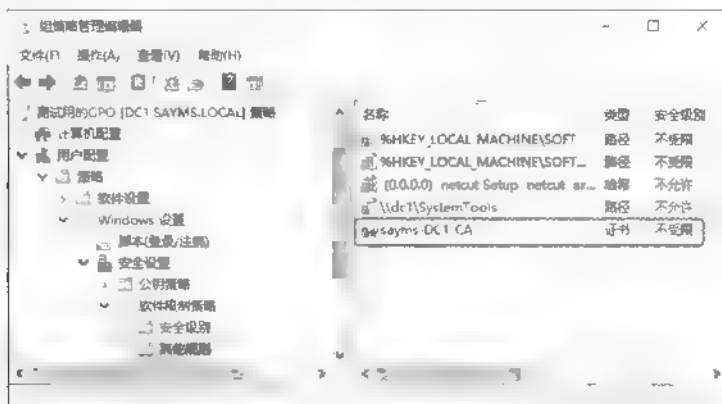 组策略管理编辑器
文件(F) 操作(A) 查看(V) 帮助(H)
测试用的GPO [DC1.SAYMS.LOCAL] 策略
计算机配置
用户配置
策略
软件设置
Windows 设置
脚本(登录/注销)
安全设置
公钥策略
软件限制策略
安全级别
其他规则
名称 类型 安全级别
%HKEY_LOCAL_MACHINE\SOFT... 路径 不受限
%HKEY_LOCAL_MACHINE\SOFT... 路径 不受限
(0.0.0.0) netcut Setup netcut ar... 哈希 不允许
\\dc1\SystemTools 路径 不允许
sayms-DC1-CA 证书 不受限